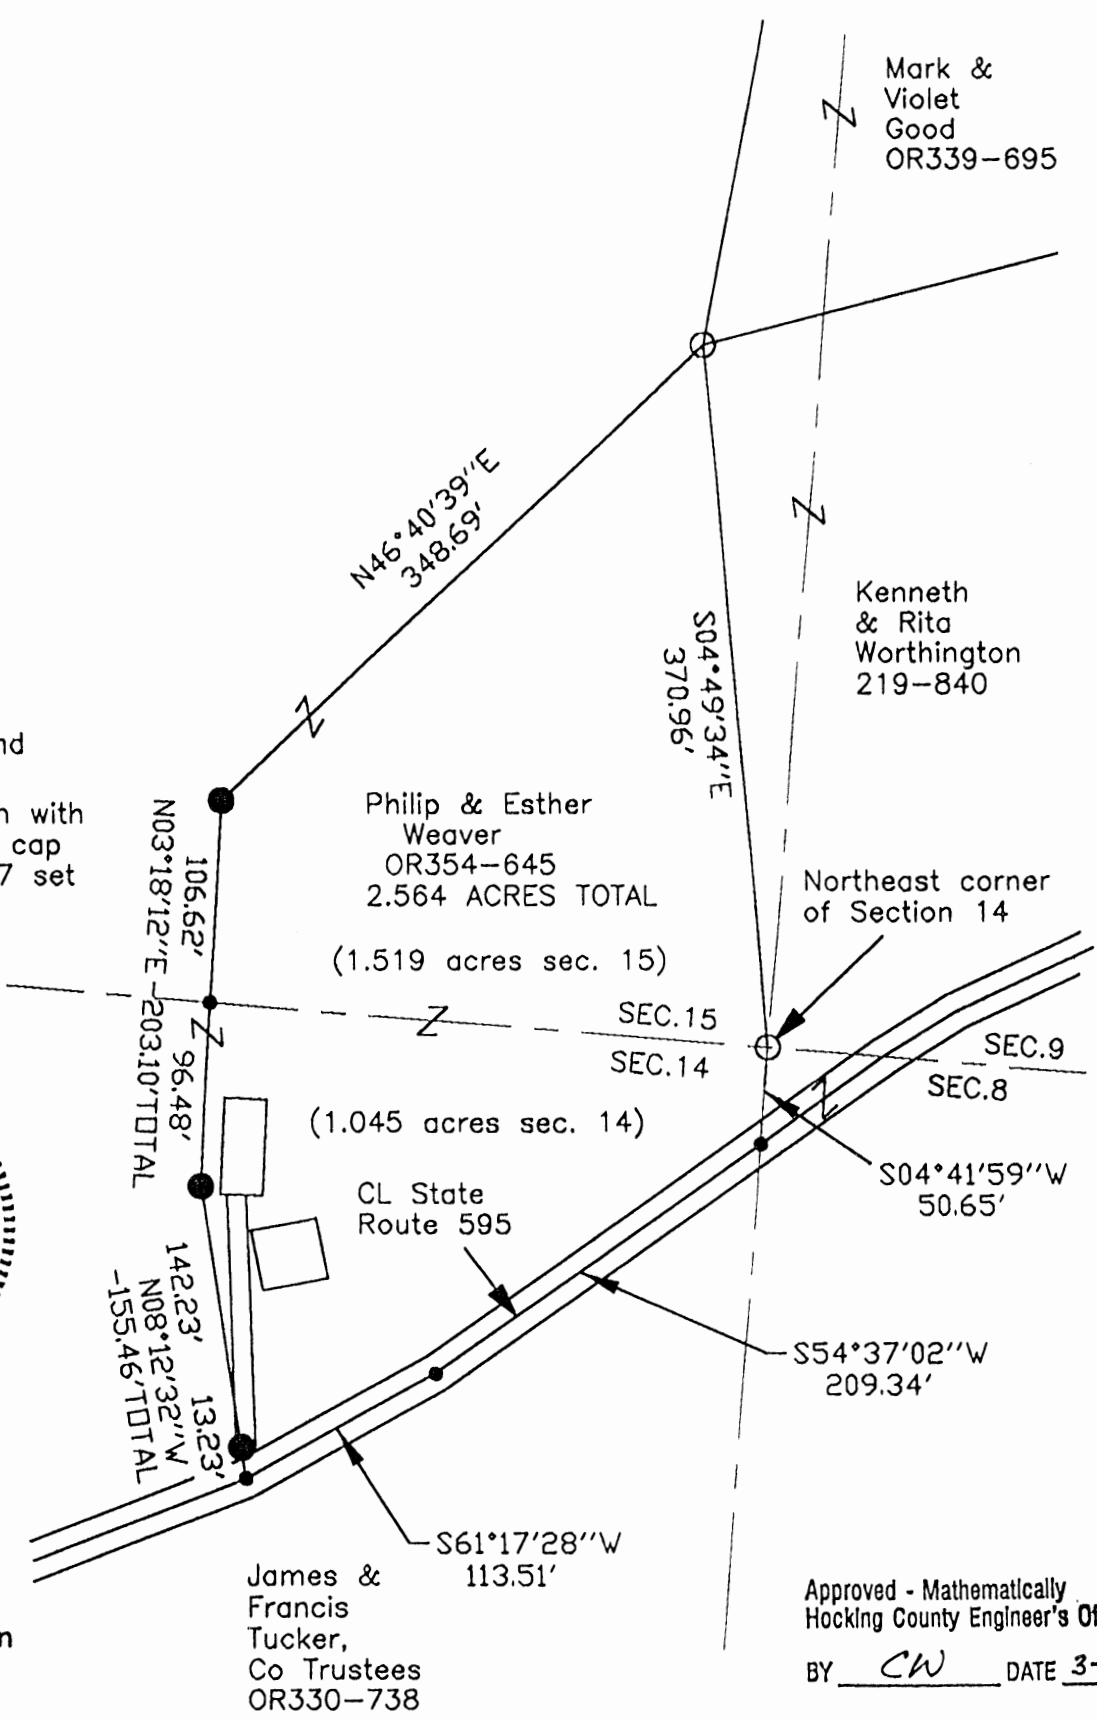 Mark &
Violet
Good
OR339-695
N46°40'39''E
348.69'
S04°49'34''E
370.96'
Kenneth
& Rita
Worthington
219-840
with
cap
7 set
106.62'
N03°18'12''E-203.10'TOTAL
96.48'
Philip & Esther
Weaver
OR354-645
2.564 ACRES TOTAL
(1.519 acres sec. 15)
Northeast corner
of Section 14
SEC.15
SEC.14
SEC.9
SEC.8
(1.045 acres sec. 14)
S04°41'59''W
50.65'
CL State
Route 595
142.23'
13.23'
N08°12'32''W
-155.46'TOTAL
S54°37'02''W
209.34'
S61°17'28''W
113.51'
James &
Francis
Tucker,
Co Trustees
OR330-738
Approved - Mathematically
Hocking County Engineer's Of
BY CW DATE 3-